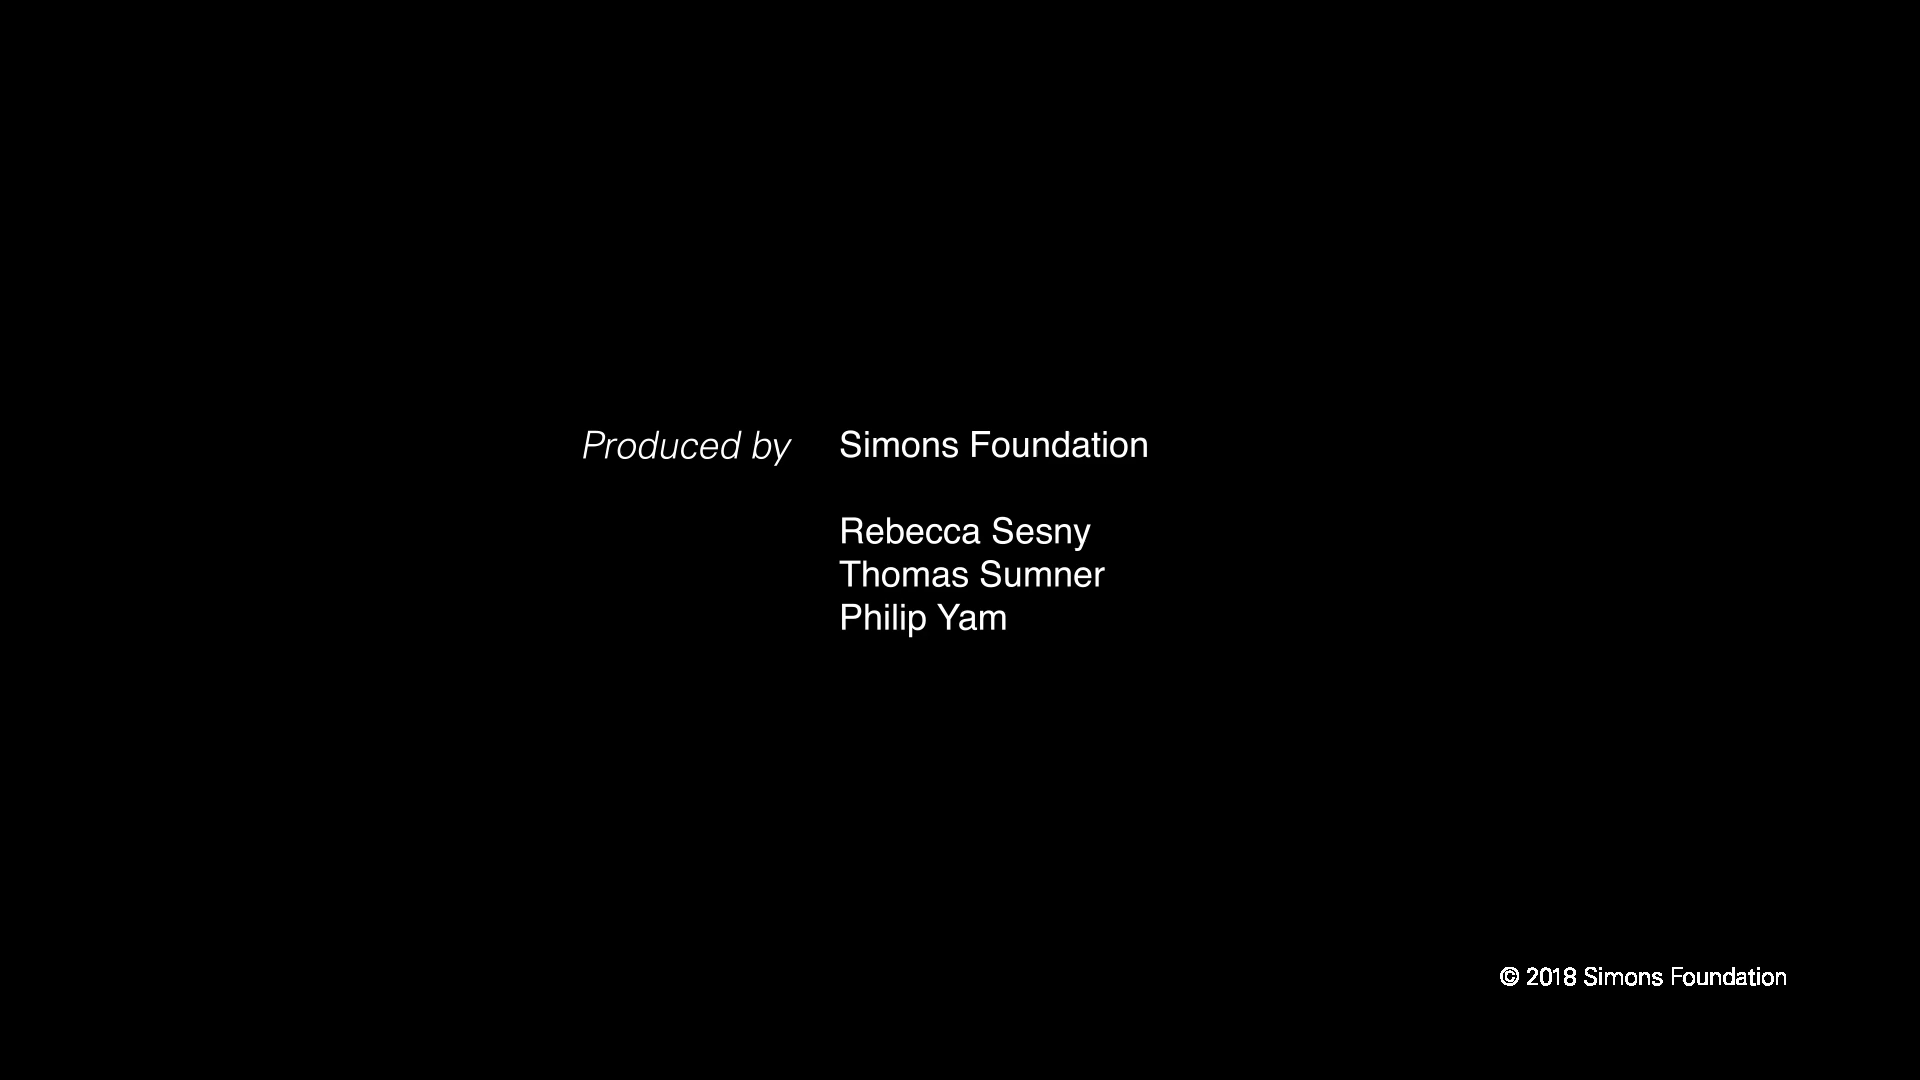 Produced by Simons Foundation
Rebecca Sesny
Thomas Sumner
Philip Yam
© 2018 Simons Foundation